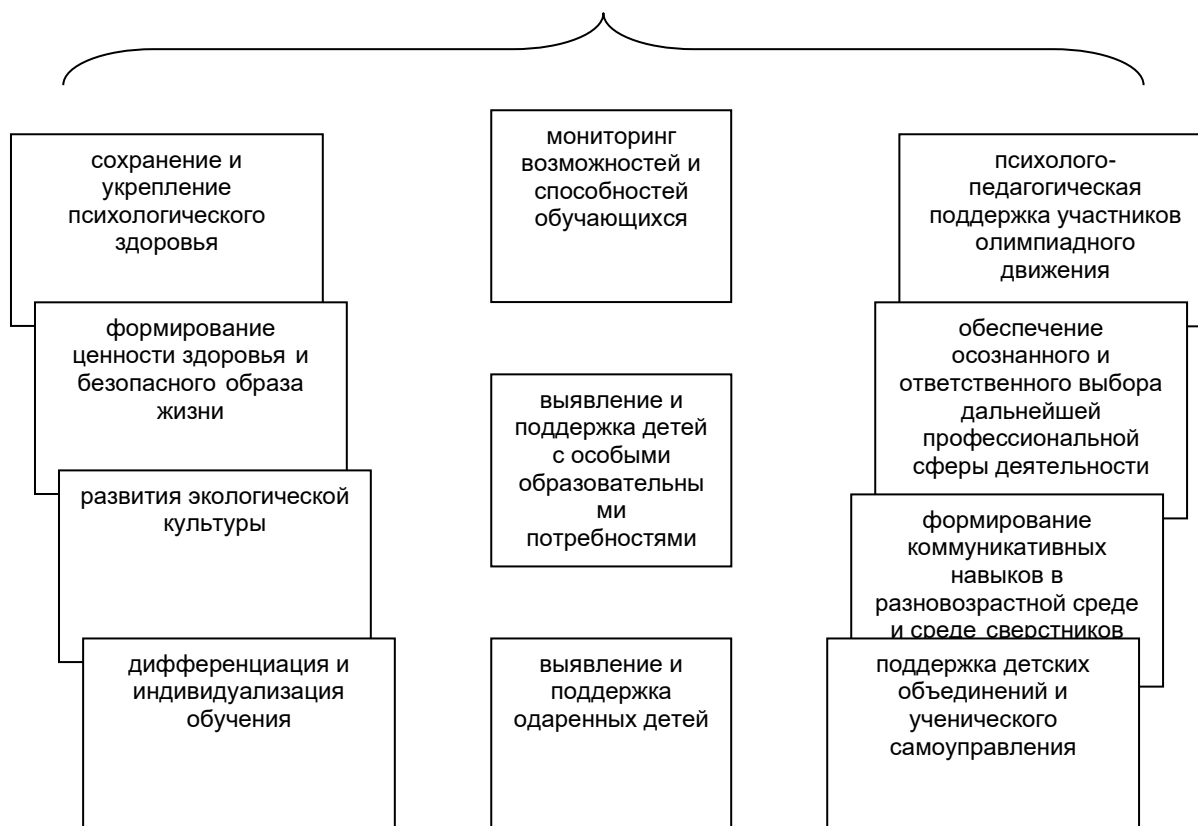 сохранение и
укрепление
психологического
здоровья
формирование
ценности здоровья и
безопасного образа
жизни
развития экологической
культуры
дифференциация и
индивидуализация
обучения
мониторинг
возможностей и
способностей
обучающихся
выявление и
поддержка детей
с особыми
образовательны
ми
потребностями
выявление и
поддержка
одаренных детей
психолого-
педагогическая
поддержка участников
олимпиадного
движения
обеспечение
осознанного и
ответственного выбора
дальнейшей
профессиональной
сферы деятельности
формирование
коммуникативных
навыков в
разновозрастной среде
и среде сверстников
поддержка детских
объединений и
ученического
самоуправления